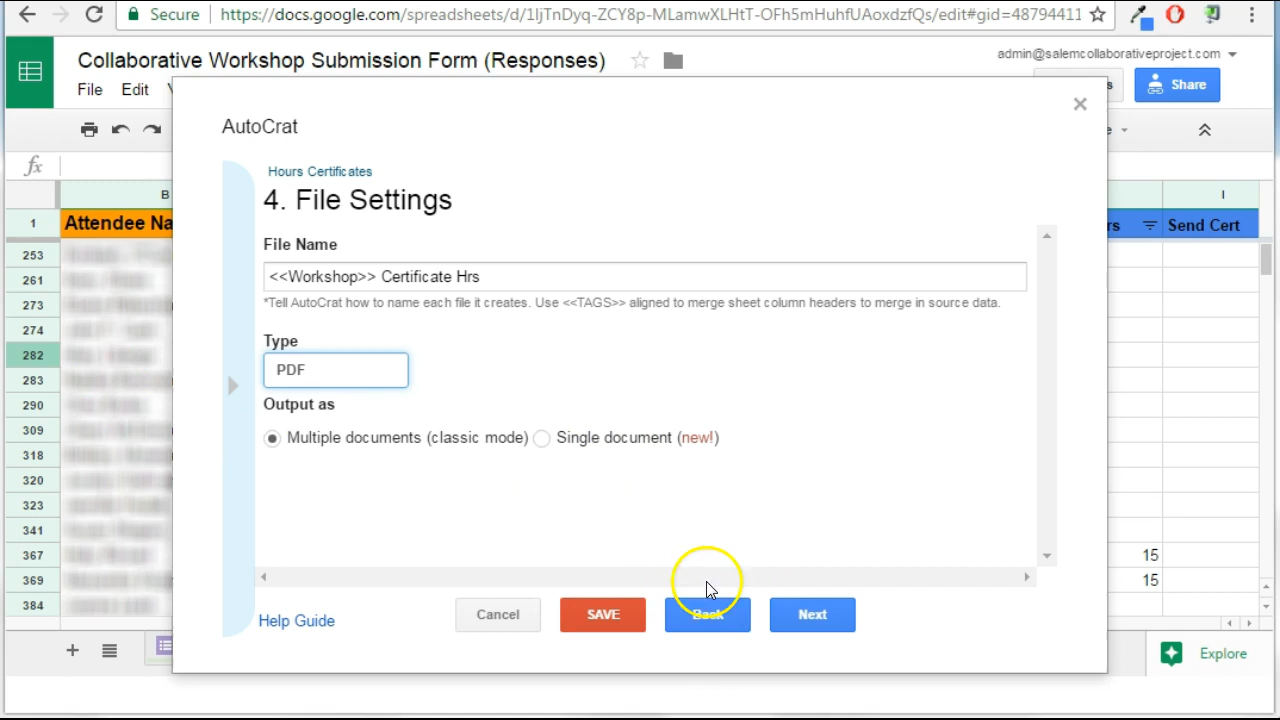 Secure https://docs.google.com/spreadsheets/d/1ljTnDyq-ZCY8p-MLamwXLHtT-OFh5mHuhfUAoxdzfQs/edit#gid=48794411
Collaborative Workshop Submission Form (Responses)
admin@salemcollaborativeproject.com
File Edit
Share
AutoCrat
fx
Hours Certificates
4. File Settings
B
I
1 Attendee Na
rs Send Cert
File Name
253
<<Workshop>> Certificate Hrs
261
*Tell AutoCrat how to name each file it creates. Use <<TAGS>> aligned to merge sheet column headers to merge in source data.
273
274
Type
282
PDF
283
290
Output as
309
Multiple documents (classic mode) Single document (new!)
318
320
323
341
367 15
369 15
384
Cancel SAVE Back Next
Help Guide
Explore